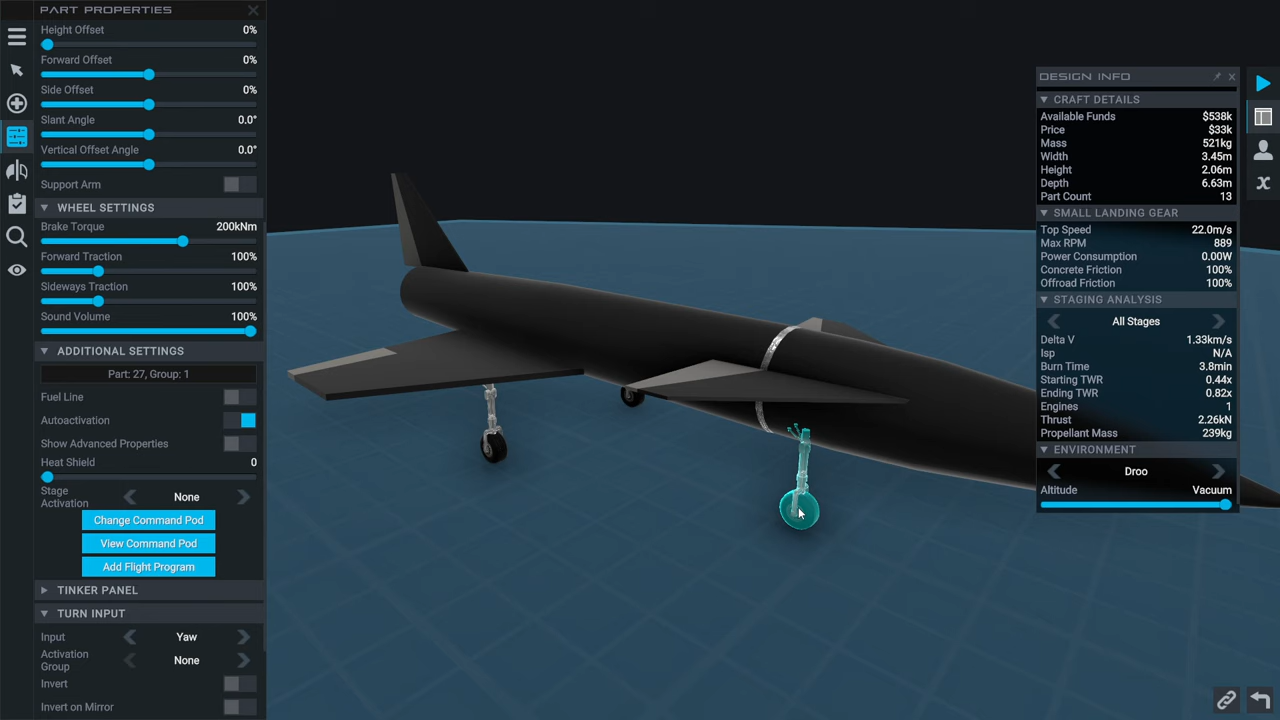 PART PROPERTIES
Height Offset 0%
Forward Offset 0%
Side Offset 0%
Slant Angle 0.0°
Vertical Offset Angle 0.0°
Support Arm
WHEEL SETTINGS
Brake Torque 200kNm
Forward Traction 100%
Sideways Traction 100%
Sound Volume 100%
ADDITIONAL SETTINGS
Part: 27, Group: 1
Fuel Line
Autoactivation
Show Advanced Properties
Heat Shield 0
Stage
Activation None
Change Command Pod
View Command Pod
Add Flight Program
TINKER PANEL
TURN INPUT
Input Yaw
Activation
Group None
Invert
Invert on Mirror
DESIGN INFO
CRAFT DETAILS
Available Funds $538k
Price $33k
Mass 521kg
Width 3.45m
Height 2.06m
Depth 6.63m
Part Count 13
SMALL LANDING GEAR
Top Speed 22.0m/s
Max RPM 889
Power Consumption 0.00W
Concrete Friction 100%
Offroad Friction 100%
STAGING ANALYSIS
All Stages
Delta V 1.33km/s
Isp N/A
Burn Time 3.8min
Starting TWR 0.44x
Ending TWR 0.82x
Engines 1
Thrust 2.26kN
Propellant Mass 239kg
ENVIRONMENT
Droo
Altitude Vacuum
x